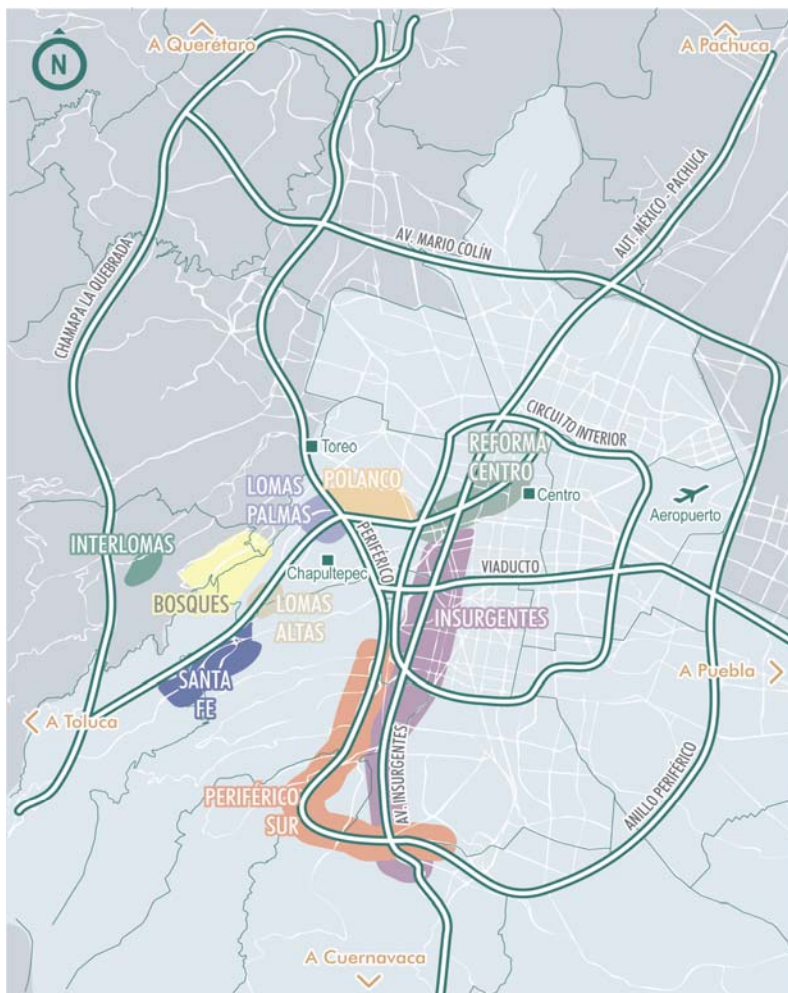 A Querétaro
A Pachuca
N
AUT. MÉXICO - PACHUCA
AV. MARIO COLÍN
CHAMAPA LA QUEBRADA
CIRCUITO INTERIOR
REFORMA
CENTRO
Toreo
LOMAS
PALMAS
POLANCO
Centro
Aeropuerto
INTERLOMAS
PERIFÉRICO
Chapultepec
VIADUCTO
BOSQUES
LOMAS
ALTAS
INSURGENTES
SANTA
FE
A Puebla
A Toluca
PERIFÉRICO
SUR
AV. INSURGENTES
ANILLO PERIFÉRICO
A Cuernavaca